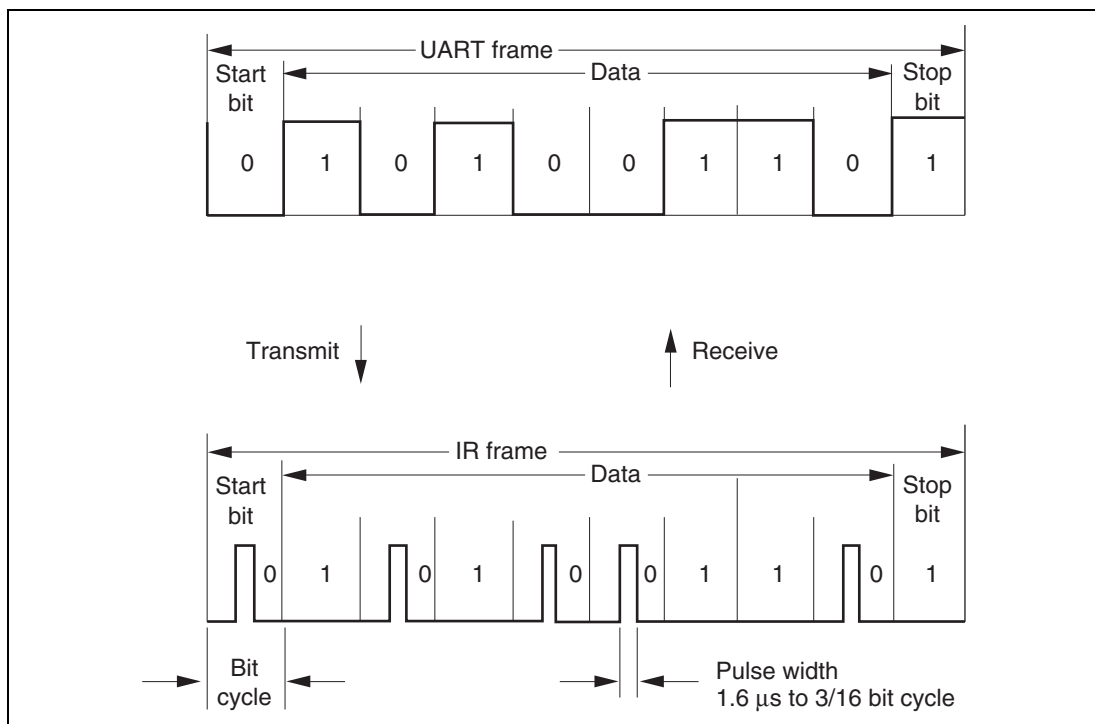 UART frame
Start bit
Data
Stop bit
0 1 0 1 0 0 1 1 0 1
Transmit
Receive
IR frame
Start bit
Data
Stop bit
0 1 0 1 0 0 1 1 0 1
Bit cycle
Pulse width
1.6 μs to 3/16 bit cycle